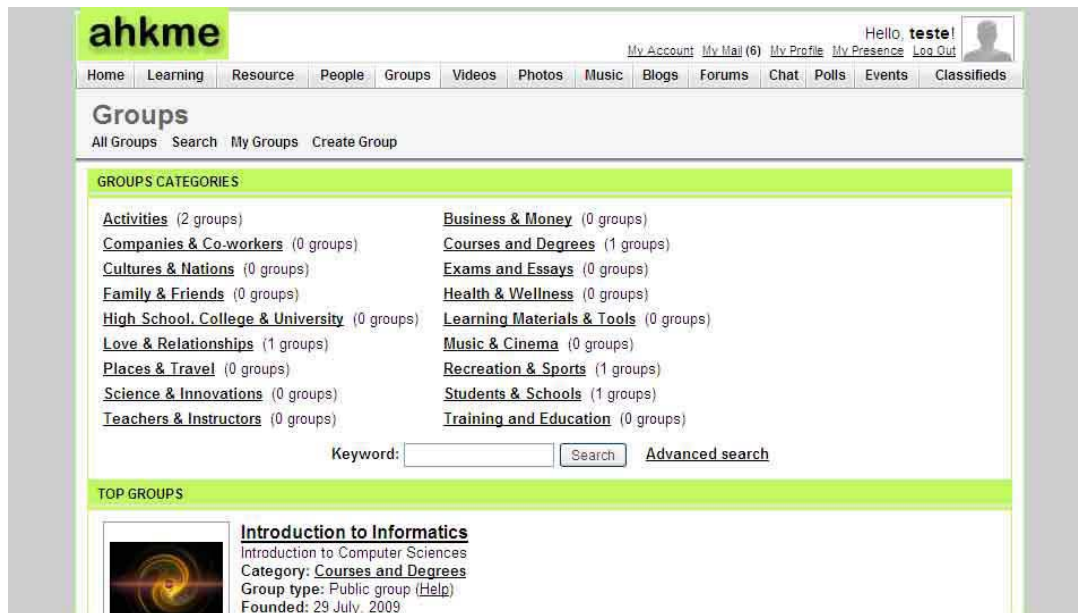 ahkme
Hello, teste!
My Account My Mail (6) My Profile My Presence Log Out
Home Learning Resource People Groups Videos Photos Music Blogs Forums Chat Polls Events Classifieds
Groups
All Groups Search My Groups Create Group
GROUPS CATEGORIES
Activities (2 groups) Business & Money (0 groups)
Companies & Co-workers (0 groups) Courses and Degrees (1 groups)
Cultures & Nations (0 groups) Exams and Essays (0 groups)
Family & Friends (0 groups) Health & Wellness (0 groups)
High School, College & University (0 groups) Learning Materials & Tools (0 groups)
Love & Relationships (1 groups) Music & Cinema (0 groups)
Places & Travel (0 groups) Recreation & Sports (1 groups)
Science & Innovations (0 groups) Students & Schools (1 groups)
Teachers & Instructors (0 groups) Training and Education (0 groups)
Keyword: Search Advanced search
TOP GROUPS
Introduction to Informatics
Introduction to Computer Sciences
Category: Courses and Degrees
Group type: Public group (Help)
Founded: 29 July, 2009